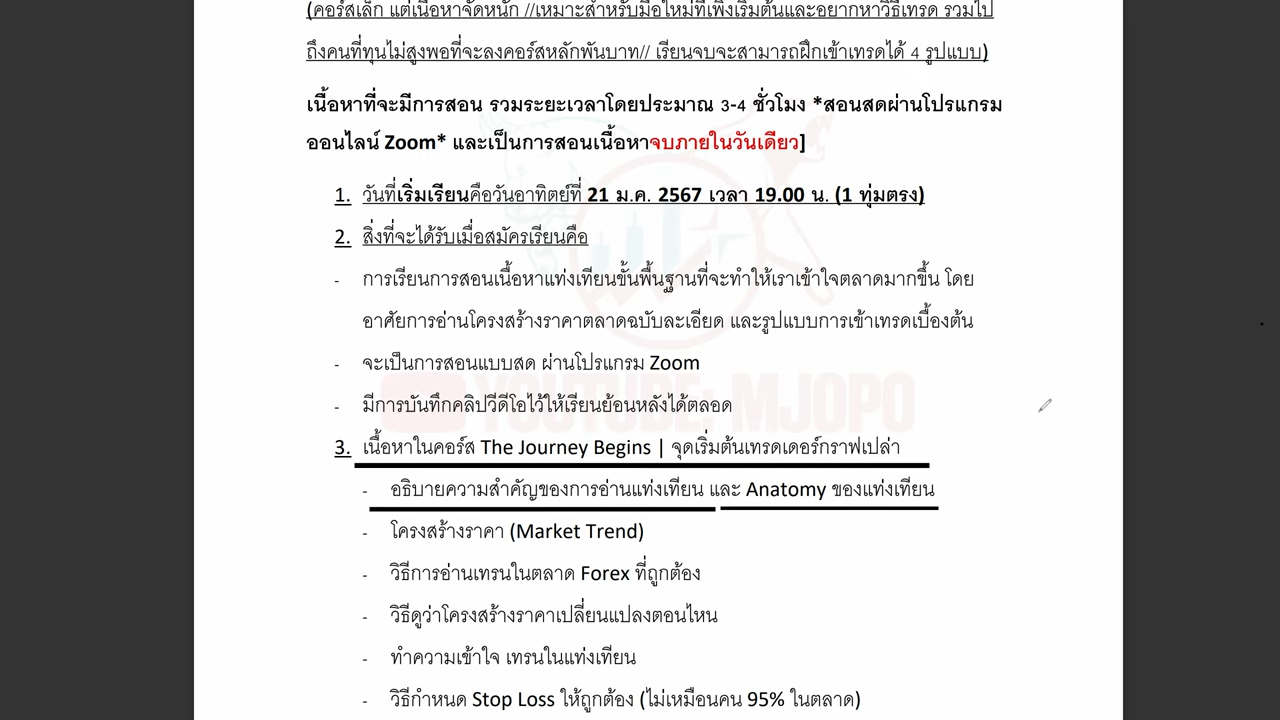 (คอร์สเล็ก แต่เนื้อหาจัดหนัก //เหมาะสำหรับมือใหม่ที่เพิ่งเริ่มต้นและอยากหาวิธีเทรด รวมไป
ถึงคนที่ทุนไม่สูงพอที่จะลงคอร์สหลักพันบาท// เรียนจบจะสามารถฝึกเข้าเทรดได้ 4 รูปแบบ)
เนื้อหาที่จะมีการสอน รวมระยะเวลาโดยประมาณ 3-4 ชั่วโมง *สอนสดผ่านโปรแกรม
ออนไลน์ Zoom* และเป็นการสอนเนื้อหาจบภายในวันเดียว]
1. วันที่เริ่มเรียนคือวันอาทิตย์ที่ 21 ม.ค. 2567 เวลา 19.00 น. (1 ทุ่มตรง)
2. สิ่งที่จะได้รับเมื่อสมัครเรียนคือ
- การเรียนการสอนเนื้อหาแท่งเทียนขั้นพื้นฐานที่จะทำให้เราเข้าใจตลาดมากขึ้น โดย
อาศัยการอ่านโครงสร้างราคาตลาดฉบับละเอียด และรูปแบบการเข้าเทรดเบื้องต้น
- จะเป็นการสอนแบบสด ผ่านโปรแกรม Zoom
YOUTUBE: MJOPO
- มีการบันทึกคลิปวีดีโอไว้ให้เรียนย้อนหลังได้ตลอด
3. เนื้อหาในคอร์ส The Journey Begins | จุดเริ่มต้นเทรดเดอร์กราฟเปล่า
- อธิบายความสำคัญของการอ่านแท่งเทียน และ Anatomy ของแท่งเทียน
- โครงสร้างราคา (Market Trend)
- วิธีการอ่านเทรนในตลาด Forex ที่ถูกต้อง
- วิธีดูว่าโครงสร้างราคาเปลี่ยนแปลงตอนไหน
- ทำความเข้าใจ เทรนในแท่งเทียน
- วิธีกำหนด Stop Loss ให้ถูกต้อง (ไม่เหมือนคน 95% ในตลาด)